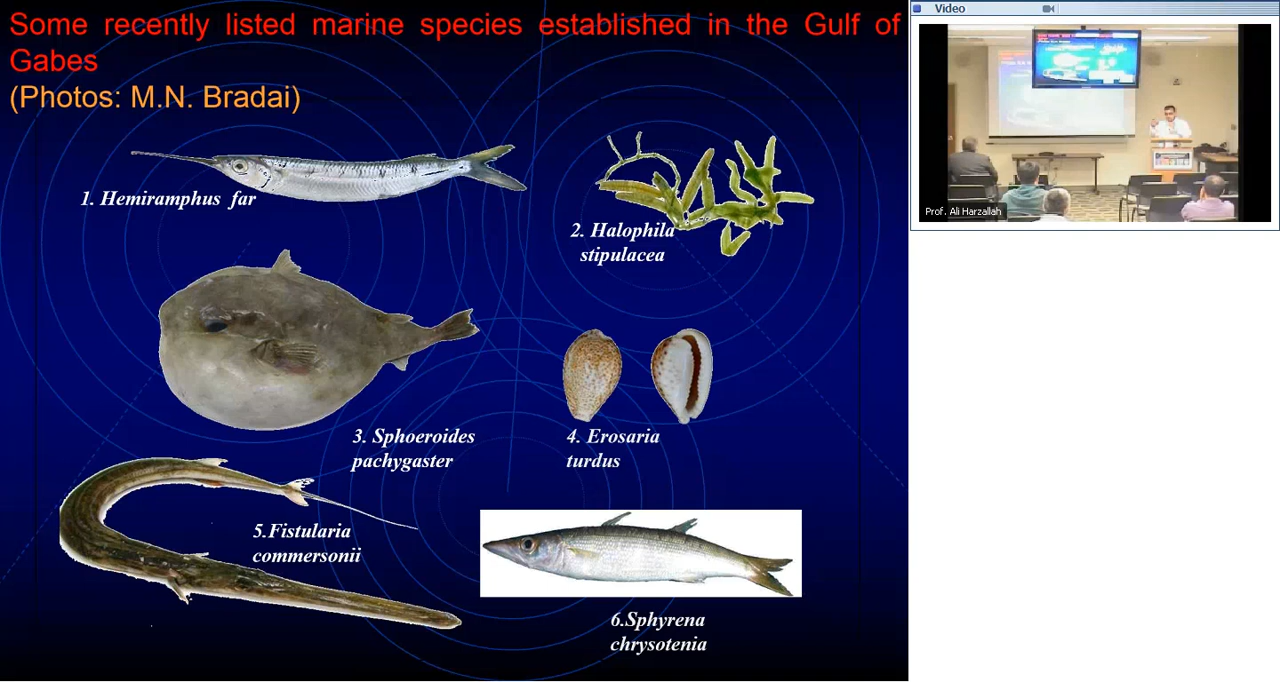 Some recently listed marine species established in the Gulf of
Gabes
(Photos: M.N. Bradai)
1. Hemiramphus far
2. Halophila
stipulacea
3. Sphoeroides
pachygaster
4. Erosaria
turdus
5.Fistularia
commersonii
6.Sphyrena
chrysotenia
Video
Prof. Ali Harzallah